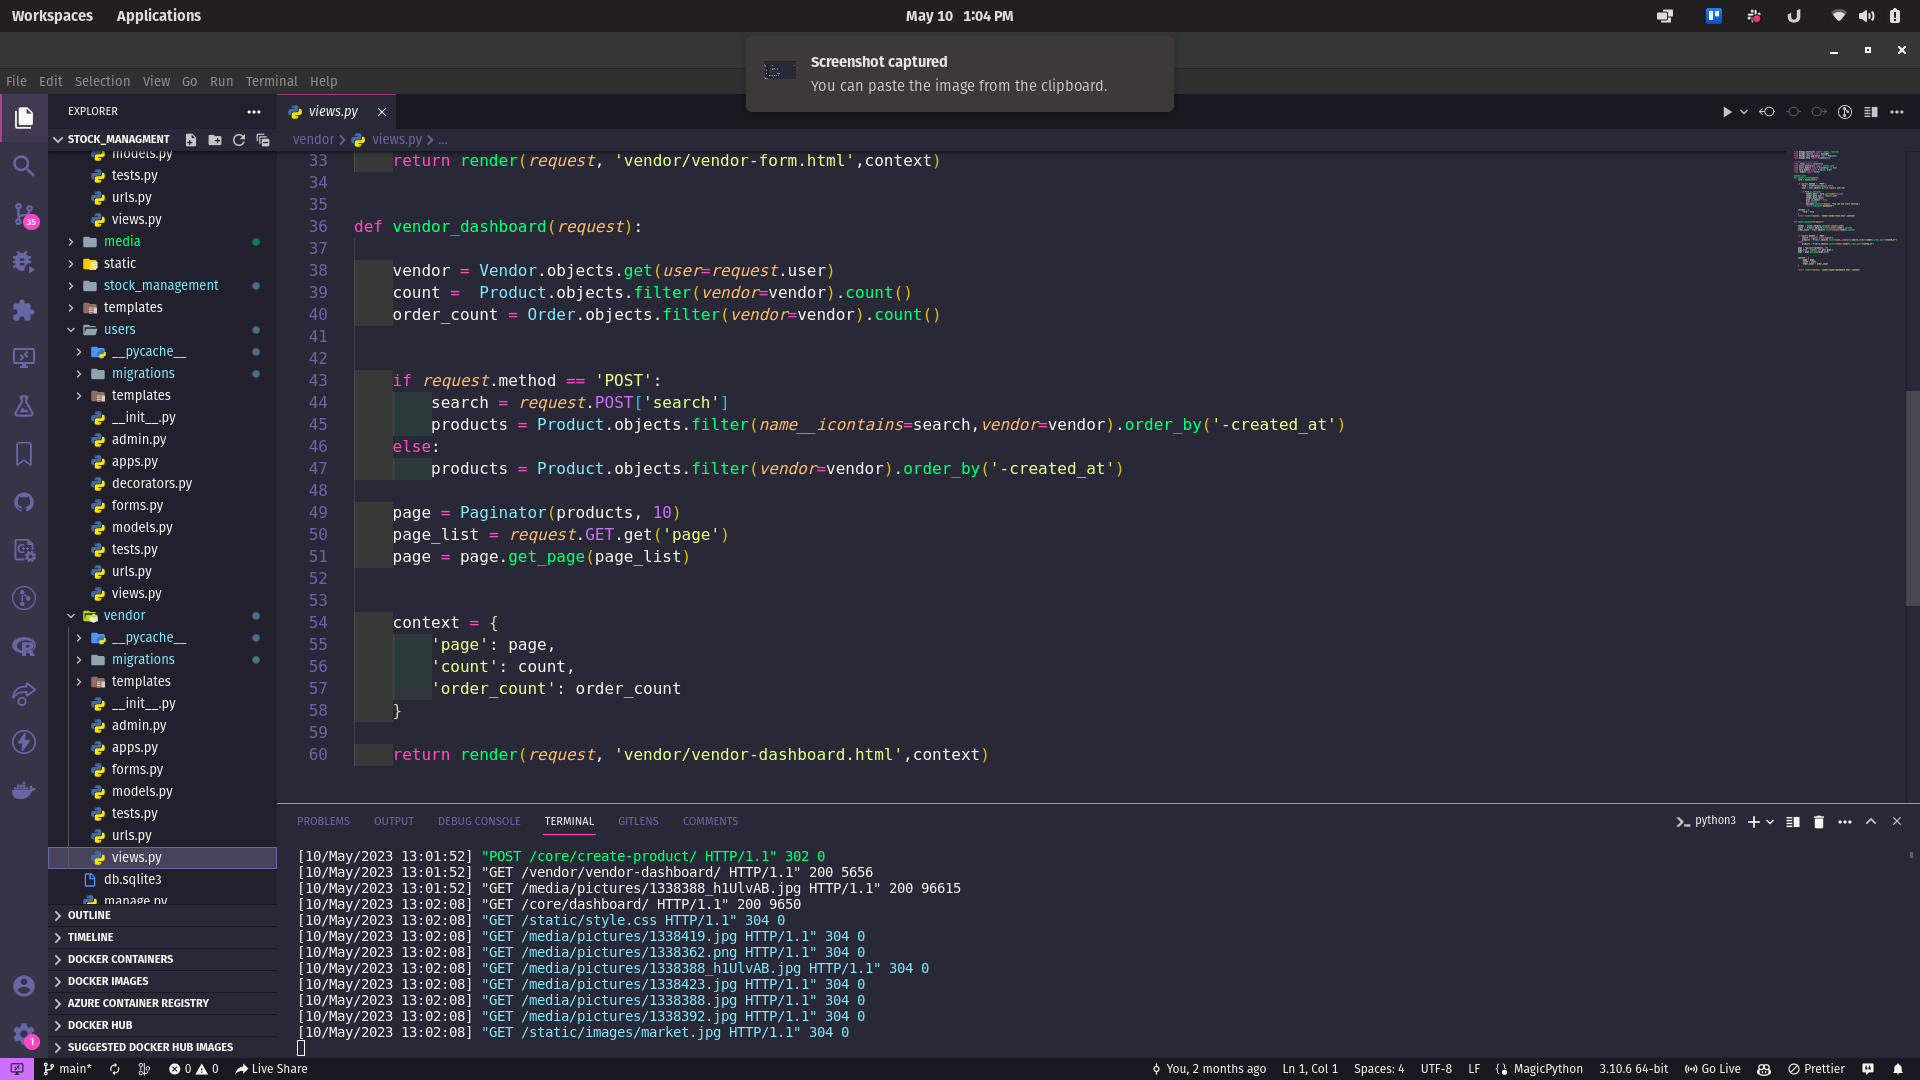 Workspaces Applications May 10 1:04 PM
Screenshot captured
You can paste the image from the clipboard.
File Edit Selection View Go Run Terminal Help
EXPLORER
views.py
STOCK_MANAGMENT
vendor > views.py > ...
models.py
tests.py
urls.py
views.py
media
static
stock_management
templates
users
__pycache__
migrations
templates
__init__.py
admin.py
apps.py
decorators.py
forms.py
models.py
tests.py
urls.py
views.py
vendor
__pycache__
migrations
templates
__init__.py
admin.py
apps.py
forms.py
models.py
tests.py
urls.py
views.py
db.sqlite3
manage.py
OUTLINE
TIMELINE
DOCKER CONTAINERS
DOCKER IMAGES
AZURE CONTAINER REGISTRY
DOCKER HUB
SUGGESTED DOCKER HUB IMAGES
35
1
33 return render(request, 'vendor/vendor-form.html',context)
34
35
36 def vendor_dashboard(request):
37
38 vendor = Vendor.objects.get(user=request.user)
39 count =  Product.objects.filter(vendor=vendor).count()
40 order_count = Order.objects.filter(vendor=vendor).count()
41
42
43 if request.method == 'POST':
44 search = request.POST['search']
45 products = Product.objects.filter(name__icontains=search,vendor=vendor).order_by('-created_at')
46 else:
47 products = Product.objects.filter(vendor=vendor).order_by('-created_at')
48
49 page = Paginator(products, 10)
50 page_list = request.GET.get('page')
51 page = page.get_page(page_list)
52
53
54 context = {
55 'page': page,
56 'count': count,
57 'order_count': order_count
58 }
59
60 return render(request, 'vendor/vendor-dashboard.html',context)
PROBLEMS OUTPUT DEBUG CONSOLE TERMINAL GITLENS COMMENTS
python3
[10/May/2023 13:01:52] "POST /core/create-product/ HTTP/1.1" 302 0
[10/May/2023 13:01:52] "GET /vendor/vendor-dashboard/ HTTP/1.1" 200 5656
[10/May/2023 13:01:52] "GET /media/pictures/1338388_h1UlvAB.jpg HTTP/1.1" 200 96615
[10/May/2023 13:02:08] "GET /core/dashboard/ HTTP/1.1" 200 9650
[10/May/2023 13:02:08] "GET /static/style.css HTTP/1.1" 304 0
[10/May/2023 13:02:08] "GET /media/pictures/1338419.jpg HTTP/1.1" 304 0
[10/May/2023 13:02:08] "GET /media/pictures/1338362.png HTTP/1.1" 304 0
[10/May/2023 13:02:08] "GET /media/pictures/1338388_h1UlvAB.jpg HTTP/1.1" 304 0
[10/May/2023 13:02:08] "GET /media/pictures/1338423.jpg HTTP/1.1" 304 0
[10/May/2023 13:02:08] "GET /media/pictures/1338388.jpg HTTP/1.1" 304 0
[10/May/2023 13:02:08] "GET /media/pictures/1338392.jpg HTTP/1.1" 304 0
[10/May/2023 13:02:08] "GET /static/images/market.jpg HTTP/1.1" 304 0
main* 0 0 Live Share You, 2 months ago Ln 1, Col 1 Spaces: 4 UTF-8 LF MagicPython 3.10.6 64-bit Go Live Prettier